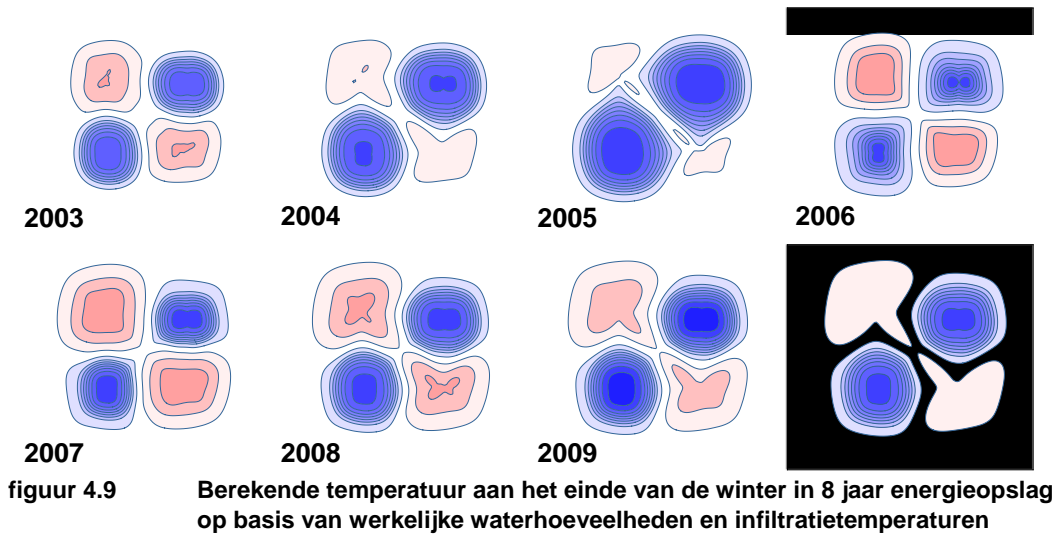 2003 2004 2005 2006
2007 2008 2009
figuur 4.9 Berekende temperatuur aan het einde van de winter in 8 jaar energieopslag
op basis van werkelijke waterhoeveelheden en infiltratietemperaturen